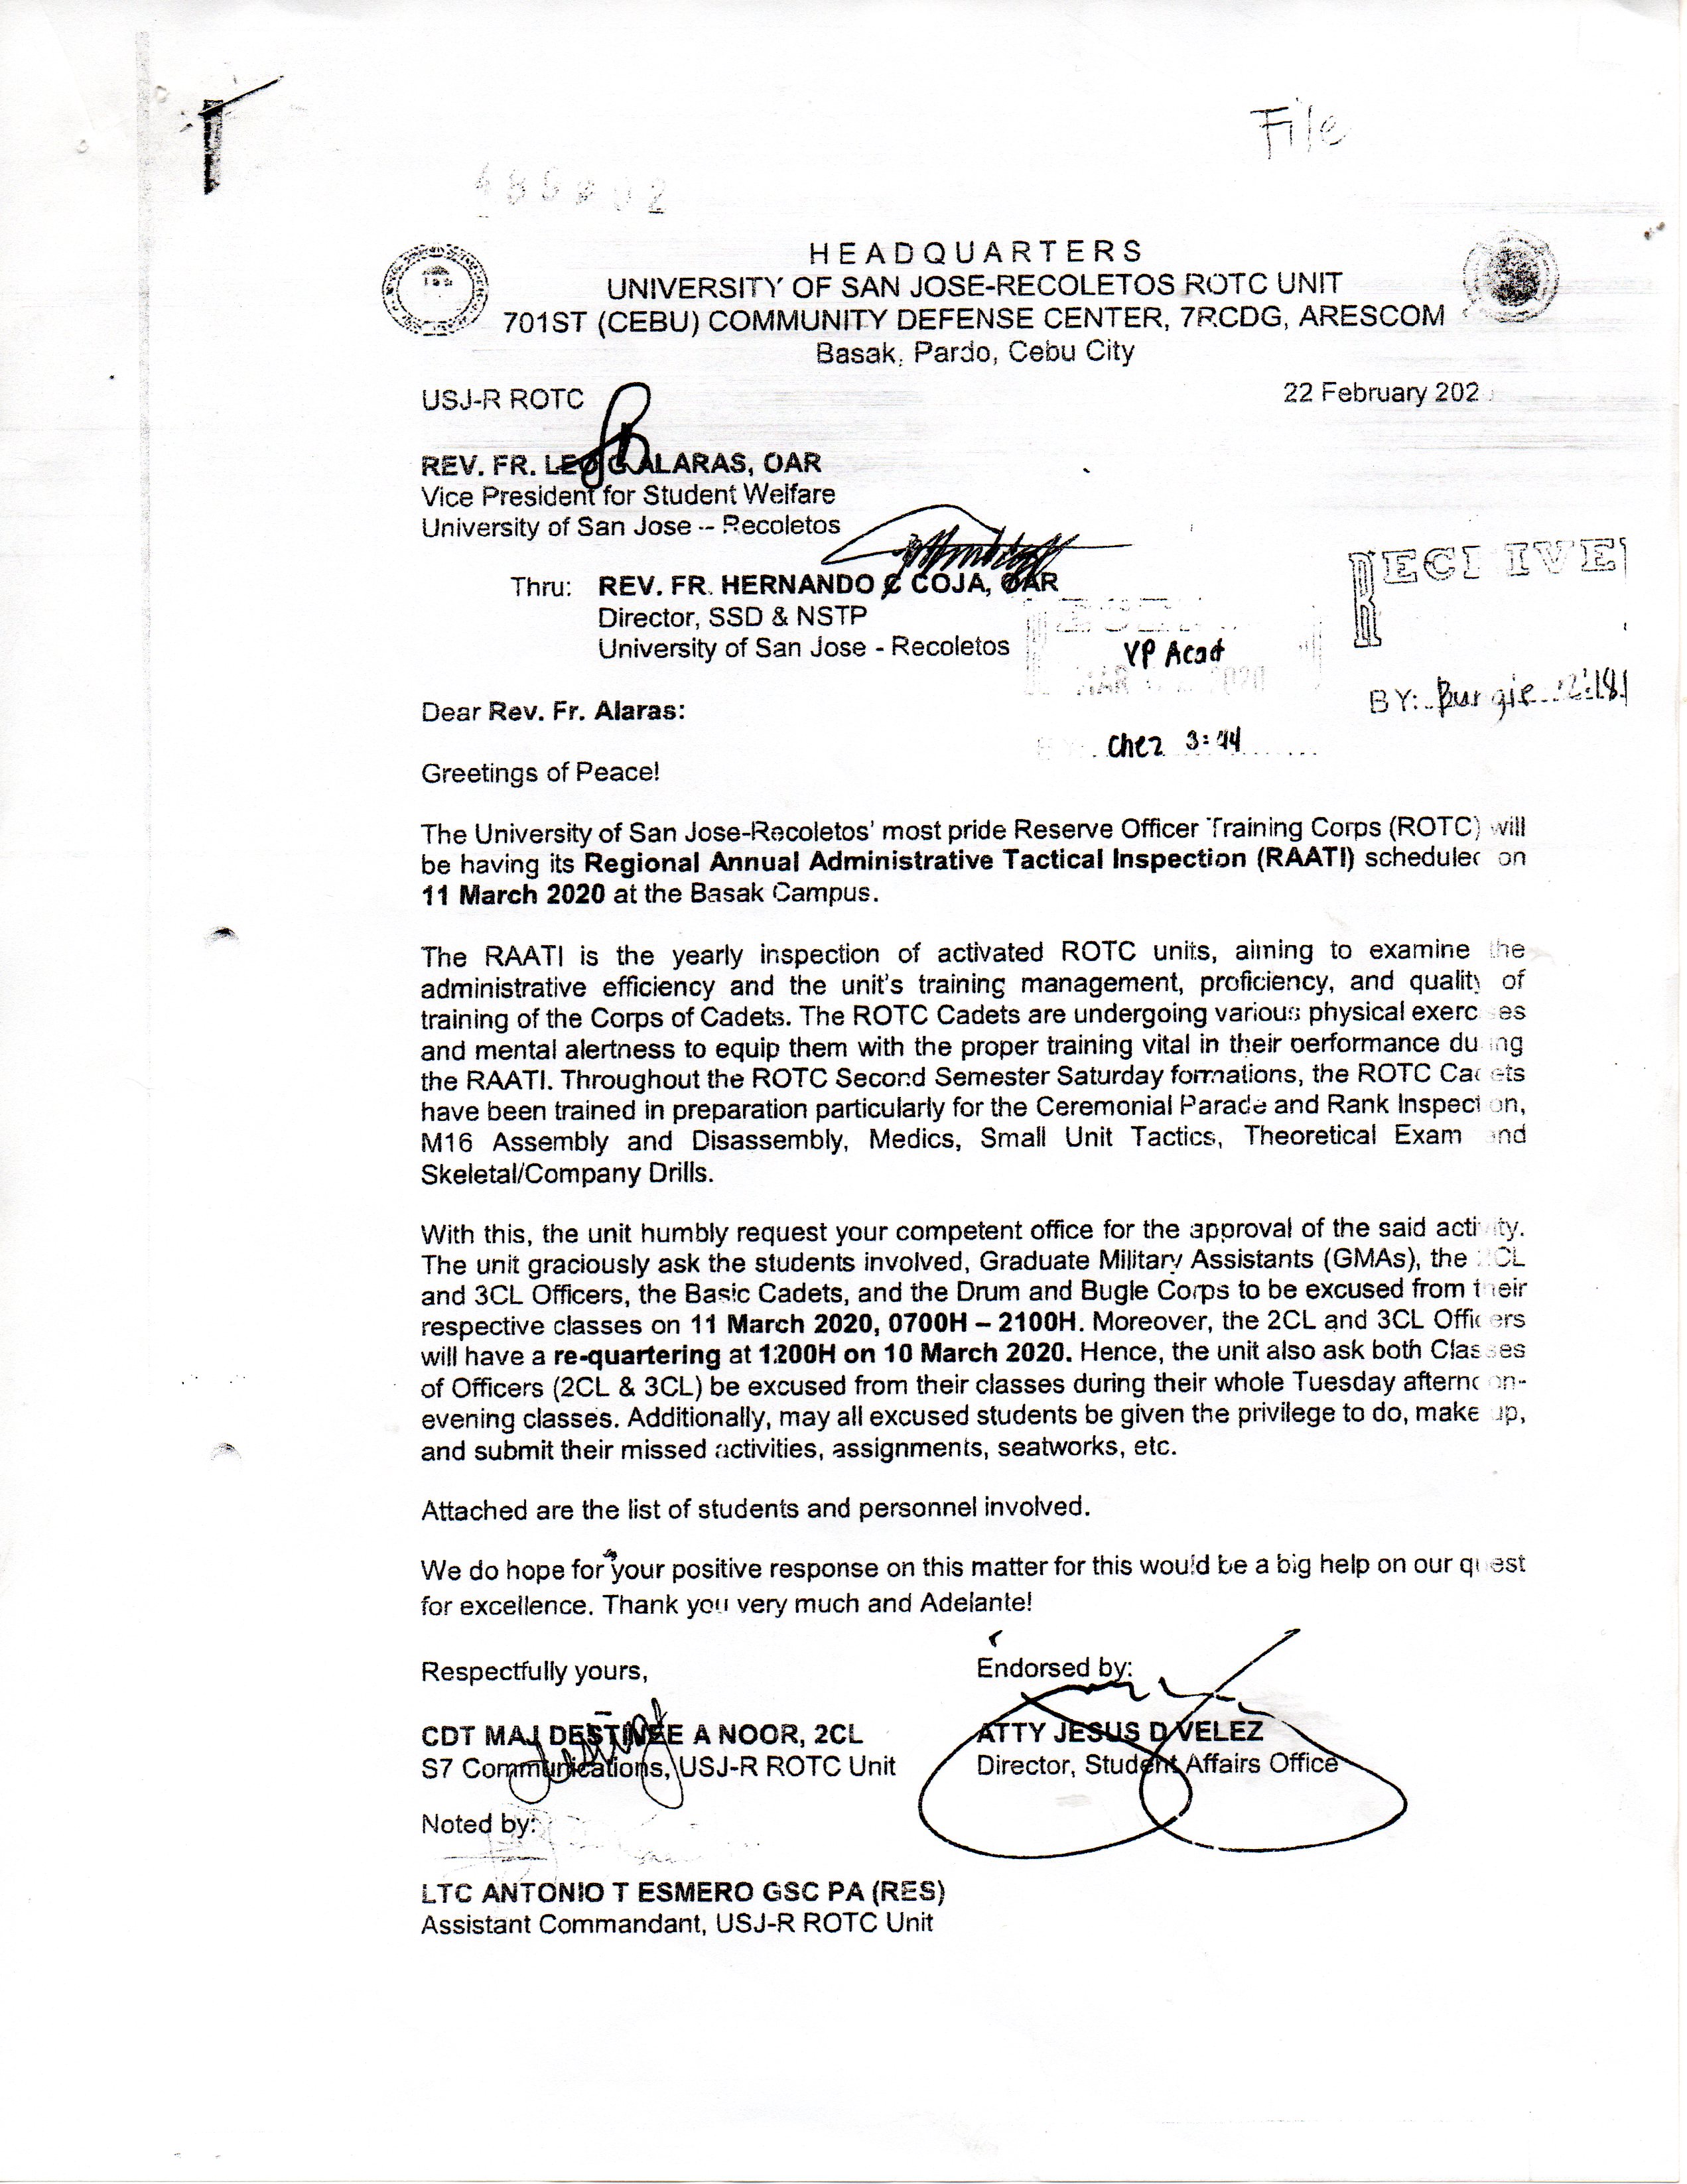 File
HEADQUARTERS
UNIVERSITY OF SAN JOSE-RECOLETOS ROTC UNIT
701ST (CEBU) COMMUNITY DEFENSE CENTER, 7RCDG, ARESCOM
Basak, Pardo, Cebu City
USJ-R ROTC 22 February 202
REV. FR. LEO G ALARAS, OAR
Vice President for Student Welfare
University of San Jose -- Recoletos
Thru: REV. FR. HERNANDO C COJA, OAR
Director, SSD & NSTP
University of San Jose - Recoletos
RECEIVE
VP Acad
MAR 2020
BY: Burgie
Dear Rev. Fr. Alaras:
Chez 3:44
Greetings of Peace!
The University of San Jose-Recoletos' most pride Reserve Officer Training Corps (ROTC) will
be having its Regional Annual Administrative Tactical Inspection (RAATI) scheduled on
11 March 2020 at the Basak Campus.
The RAATI is the yearly inspection of activated ROTC units, aiming to examine the
administrative efficiency and the unit's training management, proficiency, and quality of
training of the Corps of Cadets. The ROTC Cadets are undergoing various physical exercises
and mental alertness to equip them with the proper training vital in their performance during
the RAATI. Throughout the ROTC Second Semester Saturday formations, the ROTC Cadets
have been trained in preparation particularly for the Ceremonial Parade and Rank Inspection,
M16 Assembly and Disassembly, Medics, Small Unit Tactics, Theoretical Exam and
Skeletal/Company Drills.
With this, the unit humbly request your competent office for the approval of the said activity.
The unit graciously ask the students involved, Graduate Military Assistants (GMAs), the 2CL
and 3CL Officers, the Basic Cadets, and the Drum and Bugle Corps to be excused from their
respective classes on 11 March 2020, 0700H – 2100H. Moreover, the 2CL and 3CL Officers
will have a re-quartering at 1200H on 10 March 2020. Hence, the unit also ask both Classes
of Officers (2CL & 3CL) be excused from their classes during their whole Tuesday afternoon-
evening classes. Additionally, may all excused students be given the privilege to do, make up,
and submit their missed activities, assignments, seatworks, etc.
Attached are the list of students and personnel involved.
We do hope for your positive response on this matter for this would be a big help on our quest
for excellence. Thank you very much and Adelante!
Respectfully yours, Endorsed by:
CDT MAJ DESTINEE A NOOR, 2CL ATTY JESUS D VELEZ
S7 Communications, USJ-R ROTC Unit Director, Student Affairs Office
Noted by:
LTC ANTONIO T ESMERO GSC PA (RES)
Assistant Commandant, USJ-R ROTC Unit